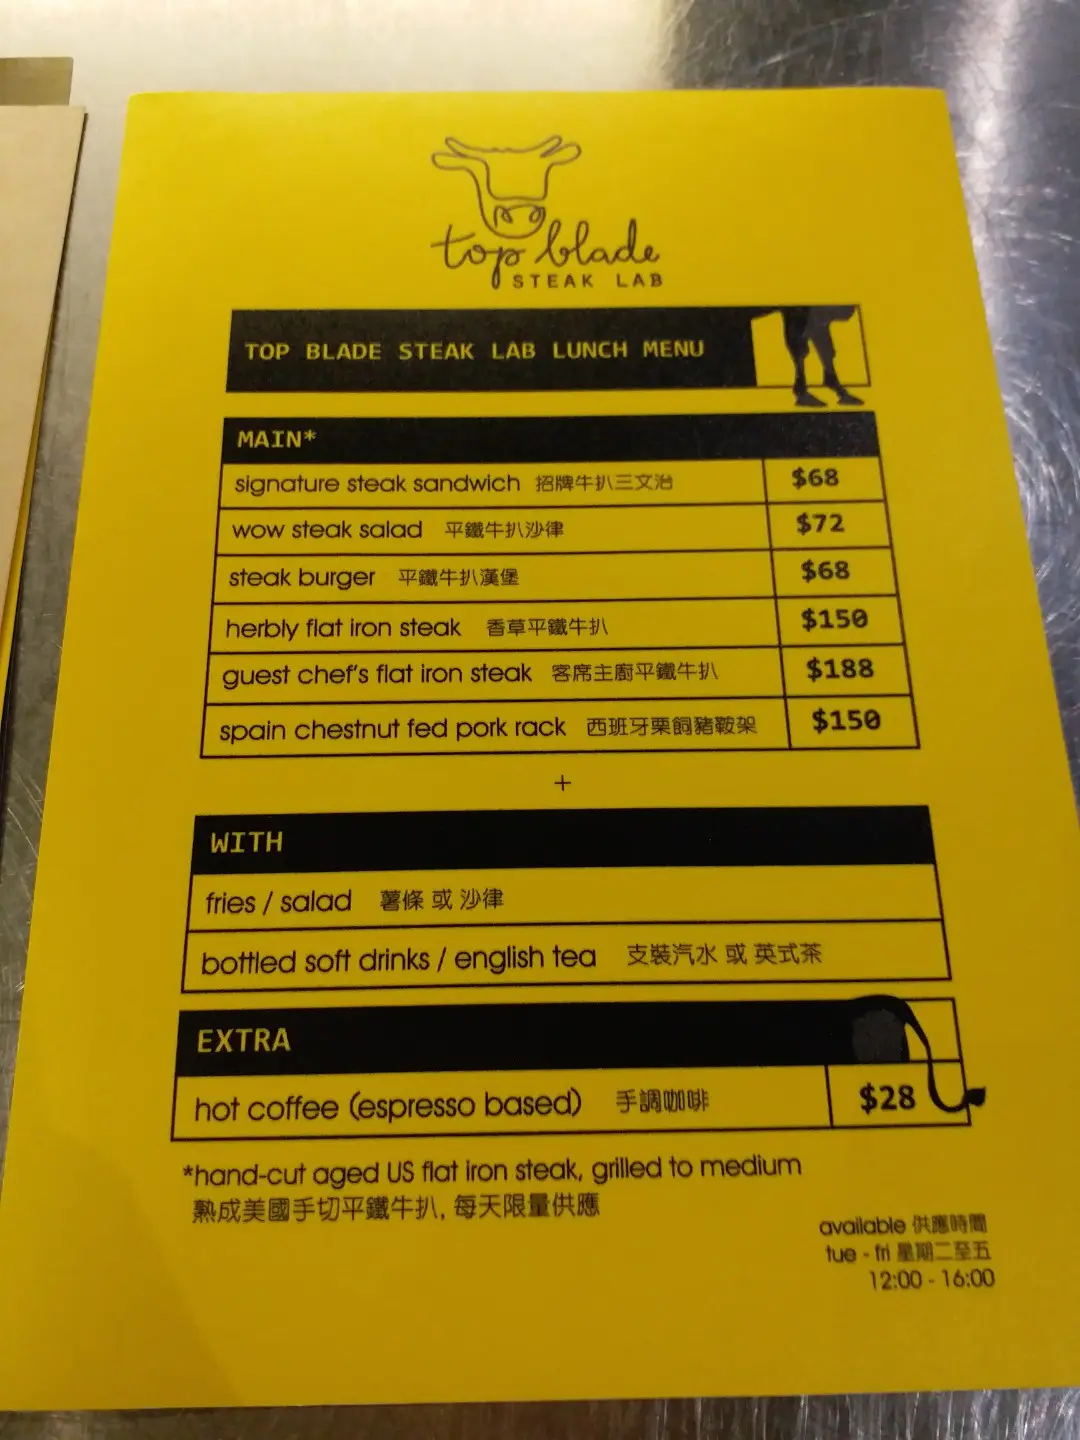 top blade
STEAK LAB
TOP BLADE STEAK LAB LUNCH MENU
MAIN*
signature steak sandwich 招牌牛扒三文治 $68
wow steak salad 平鐵牛扒沙律 $72
steak burger 平鐵牛扒漢堡 $68
herbly flat iron steak 香草平鐵牛扒 $150
guest chef's flat iron steak 客席主廚平鐵牛扒 $188
spain chestnut fed pork rack 西班牙栗飼豬鞍架 $150
+
WITH
fries / salad 薯條 或 沙律
bottled soft drinks / english tea 支裝汽水 或 英式茶
EXTRA
hot coffee (espresso based) 手調咖啡 $28
*hand-cut aged US flat iron steak, grilled to medium
熟成美國手切平鐵牛扒, 每天限量供應
available 供應時間
tue - fri 星期二至五
12:00 - 16:00